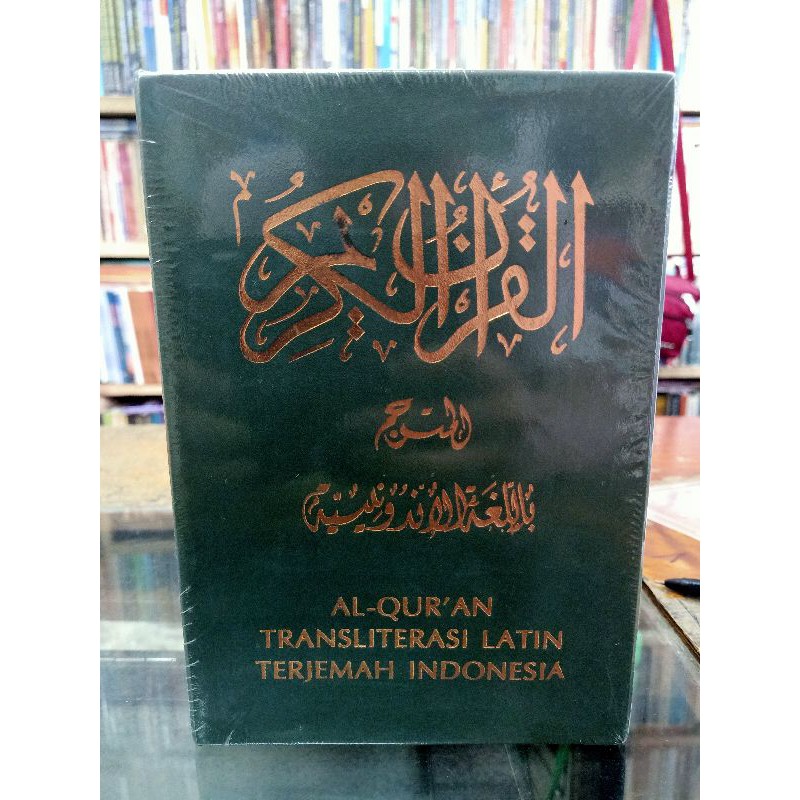 القرآن الكريم
المترجم
باللغة الإندونيسية
AL-QUR'AN
TRANSLITERASI LATIN
TERJEMAH INDONESIA